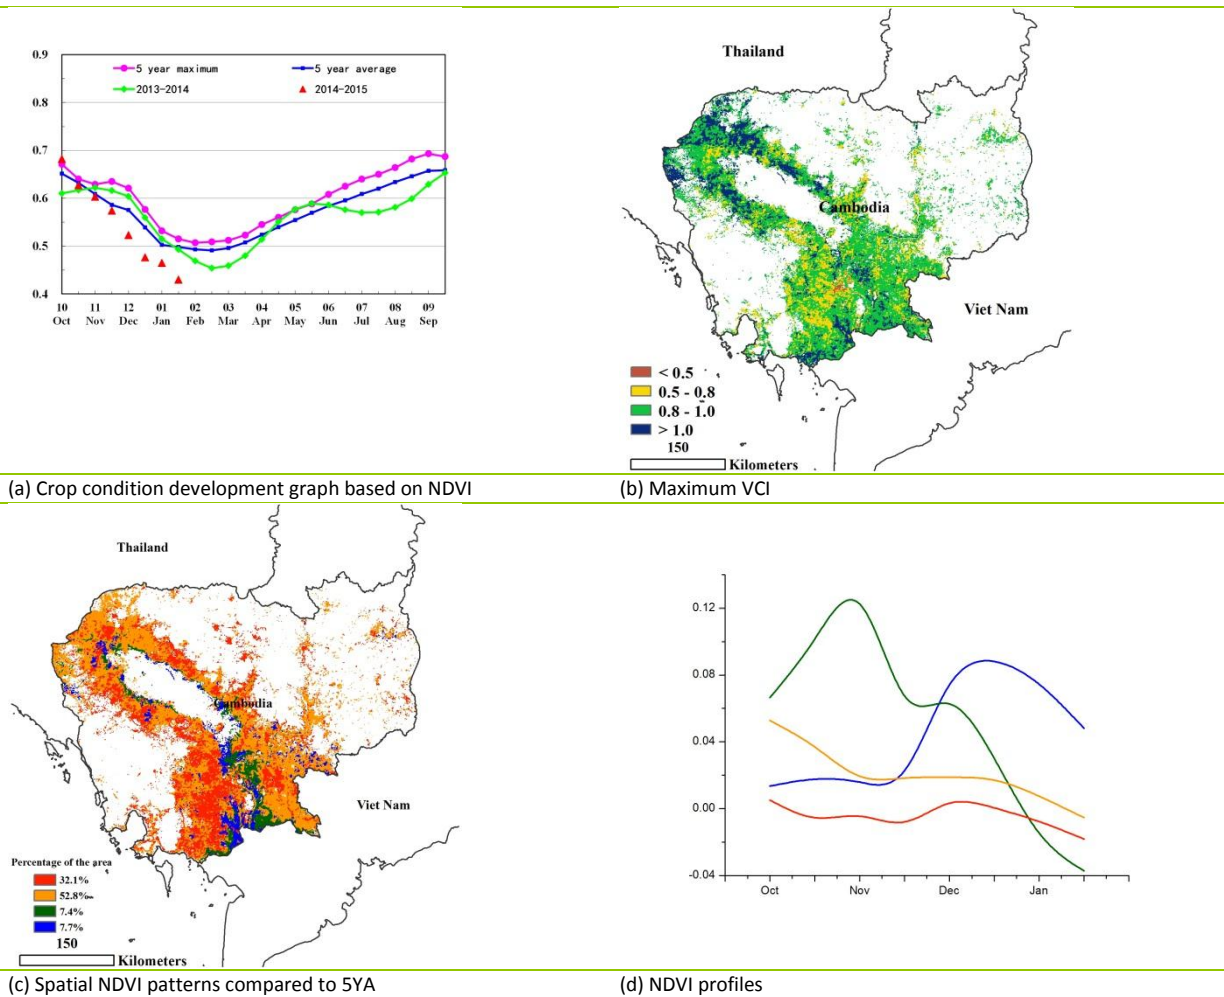 0.9
5 year maximum
5 year average
2013-2014
2014-2015
0.8
0.7
0.6
0.5
0.4
10 11 12 01 02 03 04 05 06 07 08 09
Oct Nov Dec Jan Feb Mar Apr May Jun Jul Aug Sep
Thailand
Cambodia
Viet Nam
< 0.5
0.5 - 0.8
0.8 - 1.0
> 1.0
150
Kilometers
(a) Crop condition development graph based on NDVI
(b) Maximum VCI
Thailand
Cambodia
Viet Nam
Percentage of the area
32.1%
52.8%
7.4%
7.7%
150
Kilometers
0.12
0.08
0.04
0.00
-0.04
Oct Nov Dec Jan
(c) Spatial NDVI patterns compared to 5YA
(d) NDVI profiles